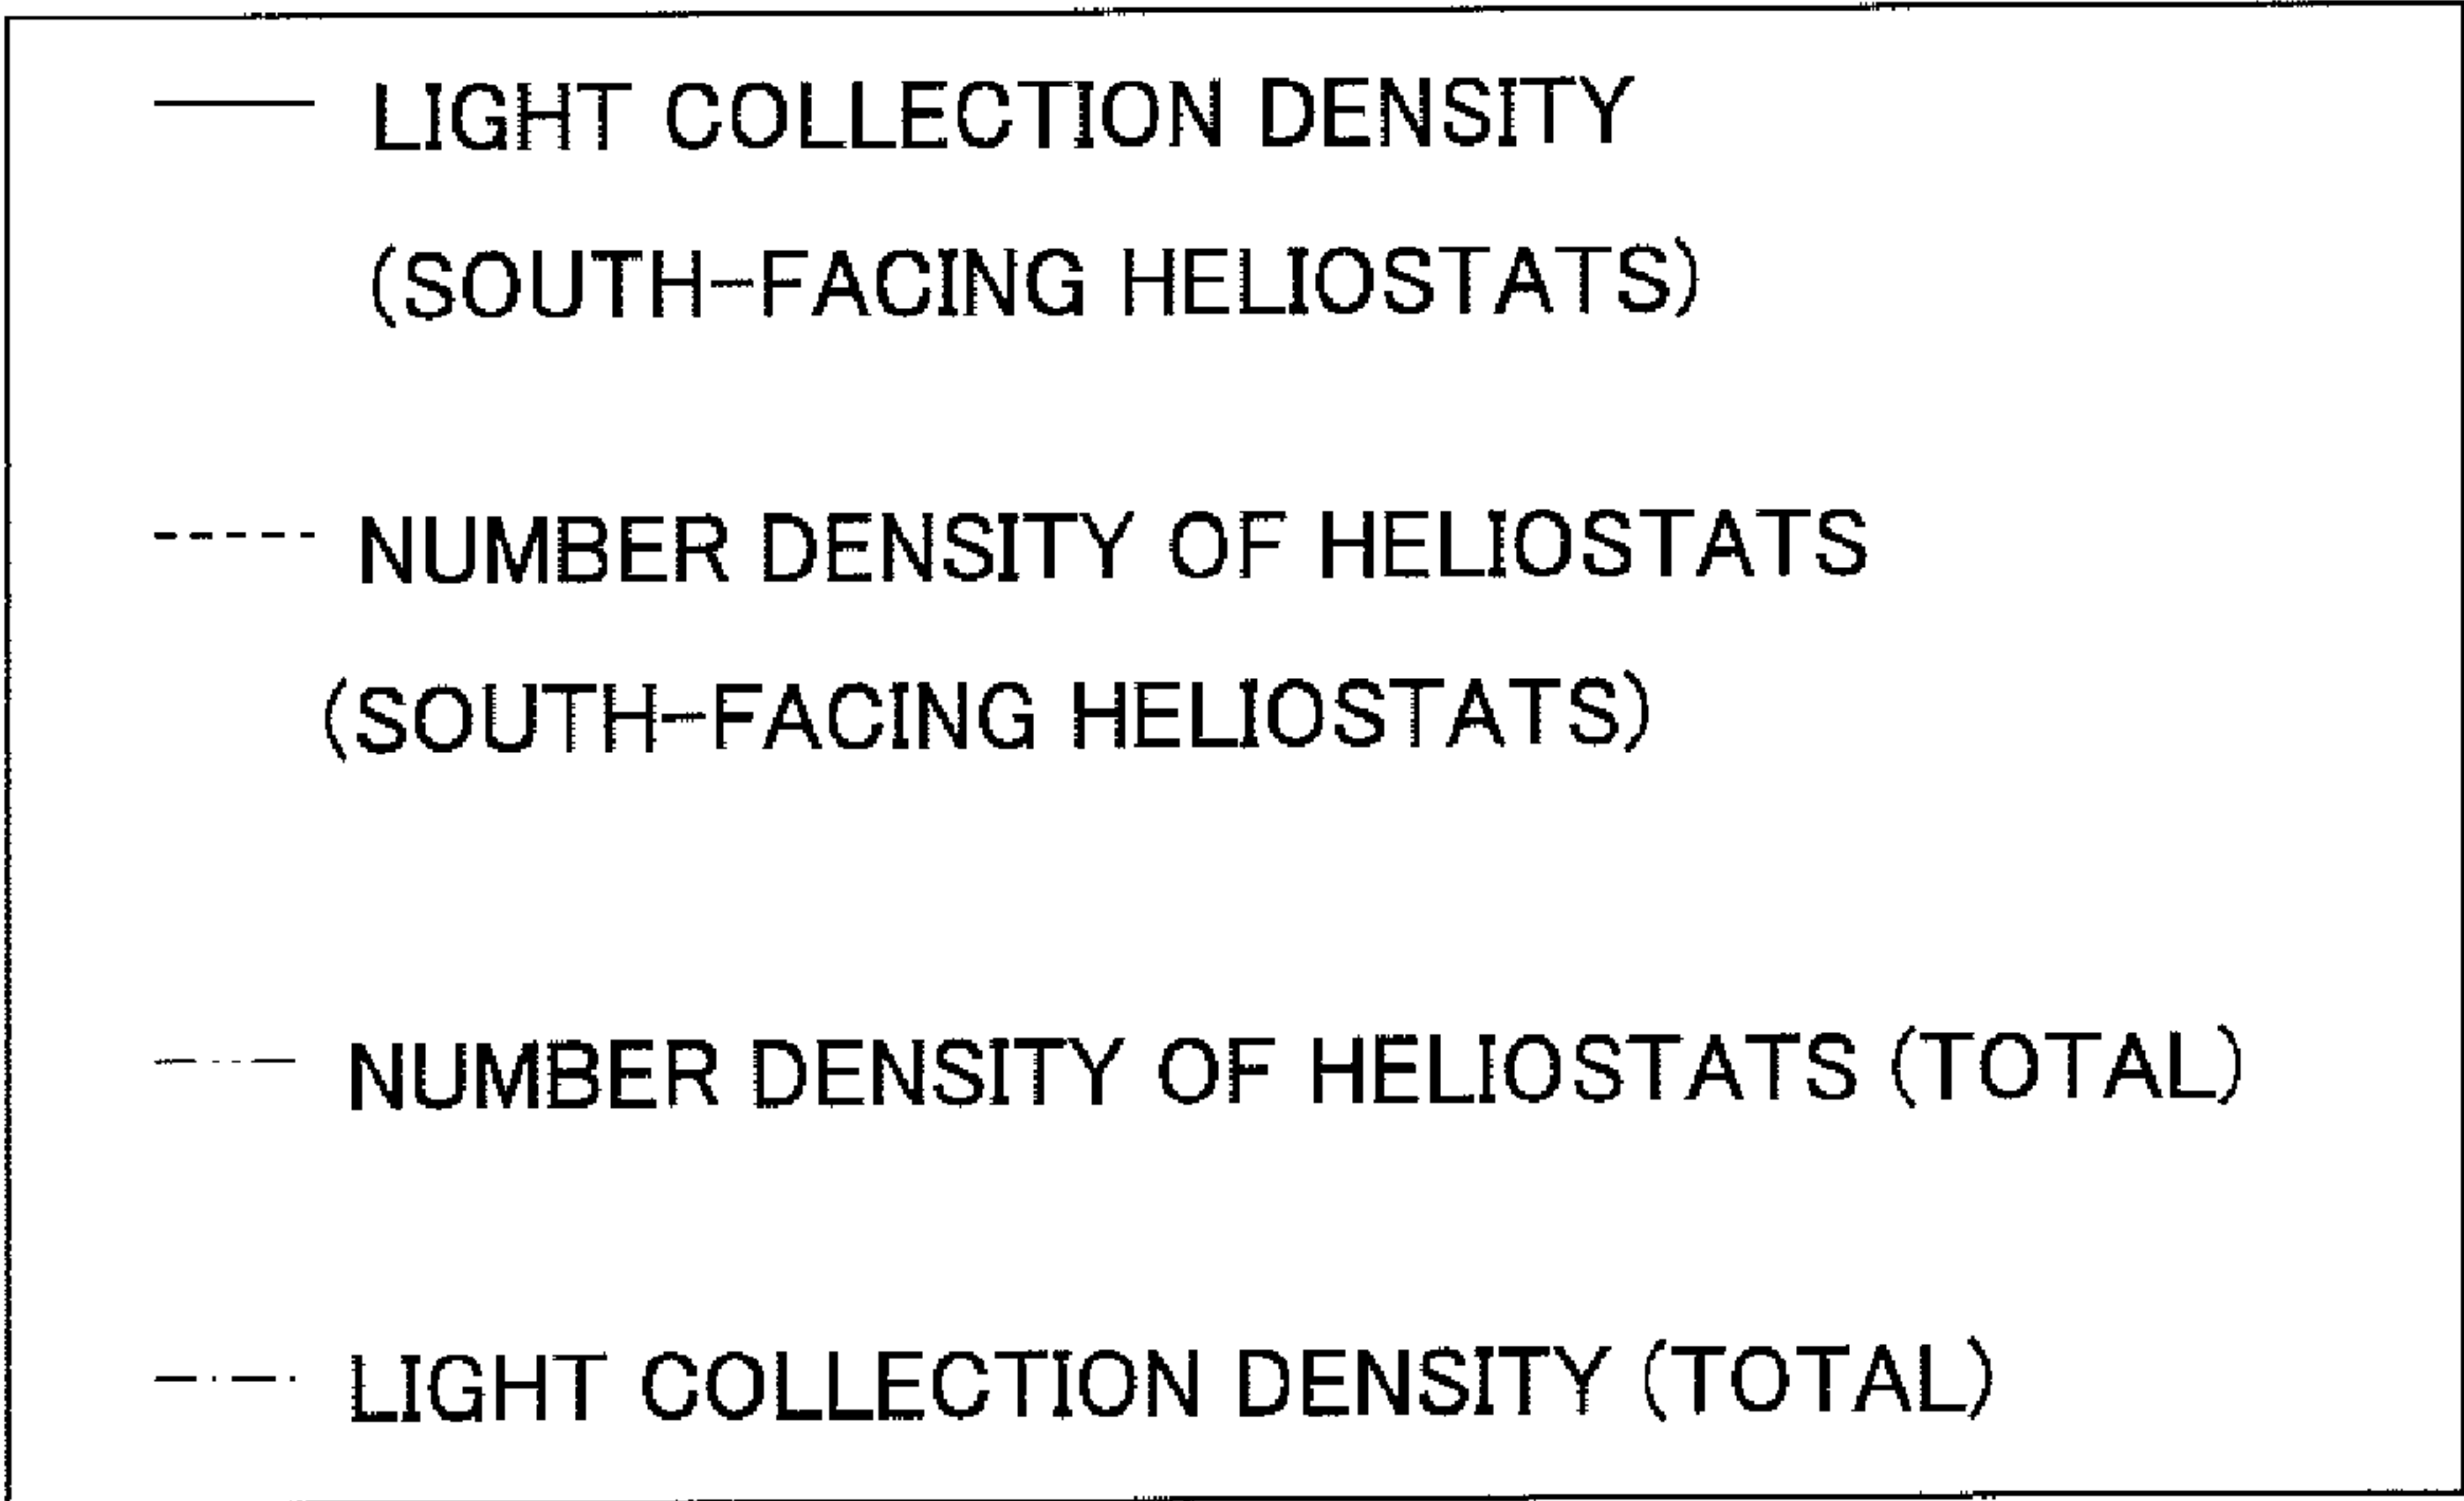 LIGHT COLLECTION DENSITY
(SOUTH-FACING HELIOSTATS)
NUMBER DENSITY OF HELIOSTATS
(SOUTH-FACING HELIOSTATS)
NUMBER DENSITY OF HELIOSTATS (TOTAL)
LIGHT COLLECTION DENSITY (TOTAL)